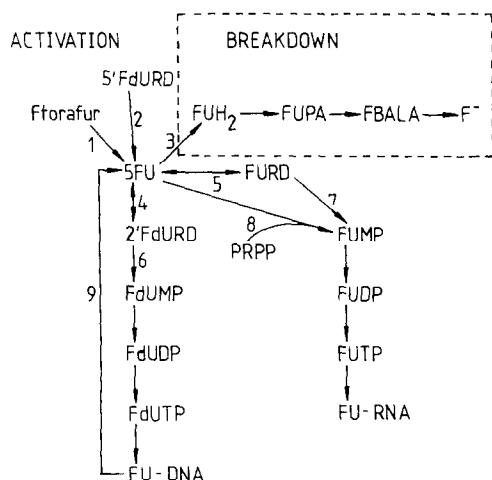 ACTIVATION BREAKDOWN
5'FdURD
Ftorafur FUH2 FUPA FBALA F-
1 2 3
5FU FURD
4 5 7
2'FdURD 8 FUMP
PRPP
6
9 FdUMP FUDP
FdUDP FUTP
FdUTP FU-RNA
FU-DNA